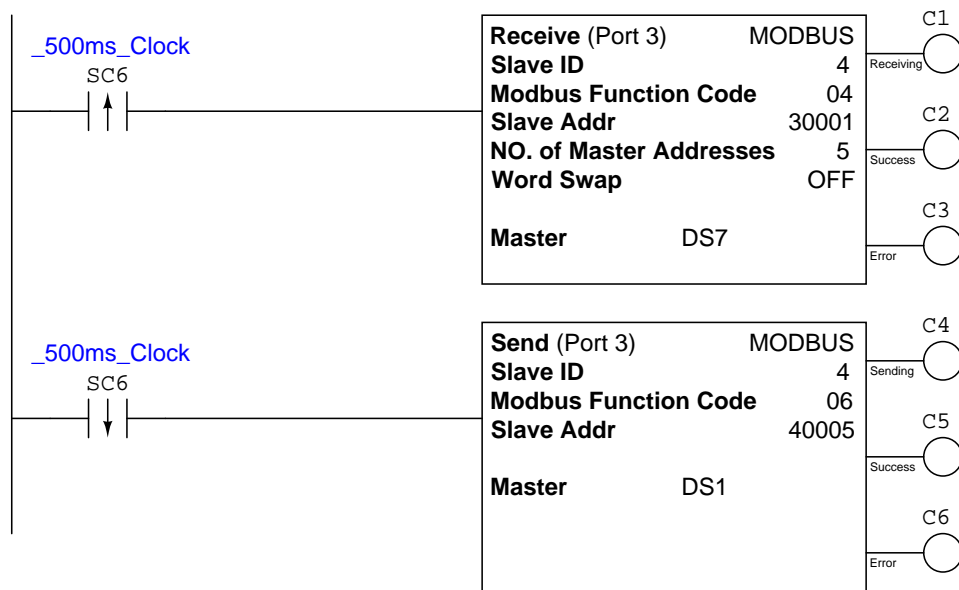 _500ms_Clock
SC6
Receive (Port 3) MODBUS
Slave ID 4
Modbus Function Code 04
Slave Addr 30001
NO. of Master Addresses 5
Word Swap OFF
Master DS7
C1
Receiving
C2
Success
C3
Error
_500ms_Clock
SC6
Send (Port 3) MODBUS
Slave ID 4
Modbus Function Code 06
Slave Addr 40005
Master DS1
C4
Sending
C5
Success
C6
Error